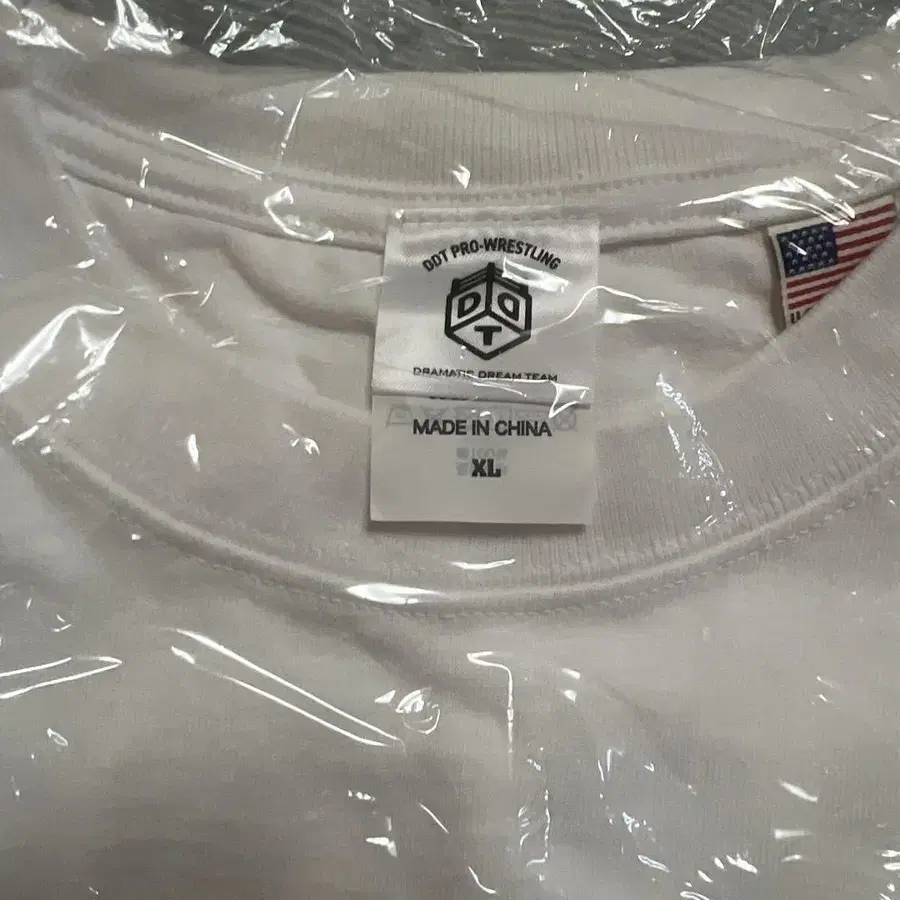 DDT PRO-WRESTLING
D D
T
DRAMATIC DREAM TEAM
MADE IN CHINA
XL